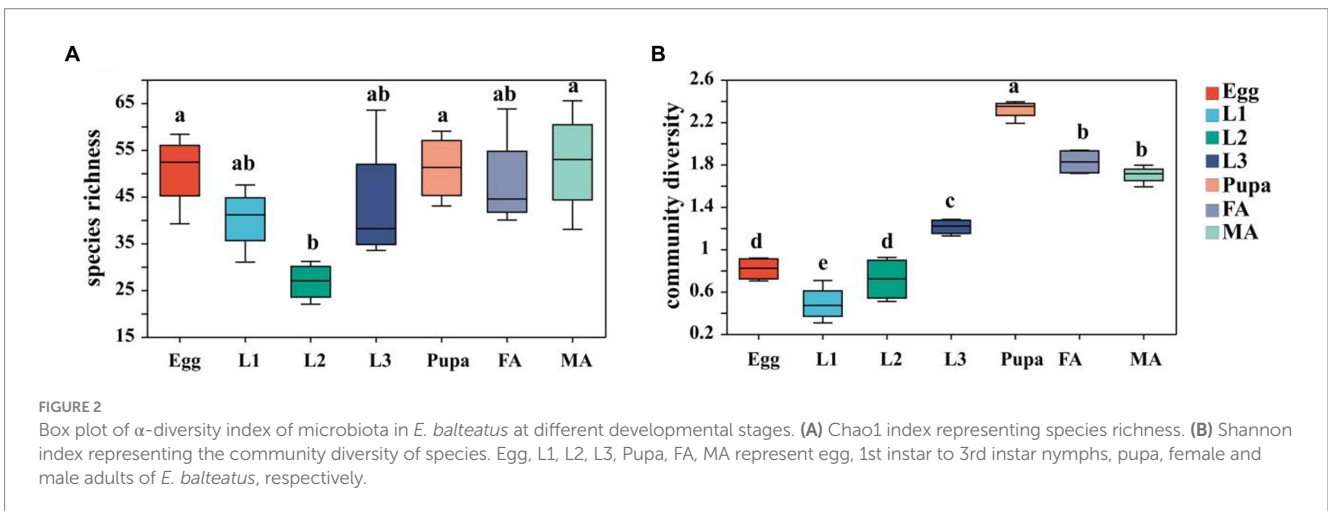 A
species richness
65
55
45
35
25
15
a
ab
b
ab
a
ab
a
Egg L1 L2 L3 Pupa FA MA
B
community diversity
2.6
2.2
1.8
1.4
1
0.6
0.2
d
e
d
c
a
b
b
Egg L1 L2 L3 Pupa FA MA
Egg
L1
L2
L3
Pupa
FA
MA
FIGURE 2
Box plot of α-diversity index of microbiota in E. balteatus at different developmental stages. (A) Chao1 index representing species richness. (B) Shannon
index representing the community diversity of species. Egg, L1, L2, L3, Pupa, FA, MA represent egg, 1st instar to 3rd instar nymphs, pupa, female and
male adults of E. balteatus, respectively.